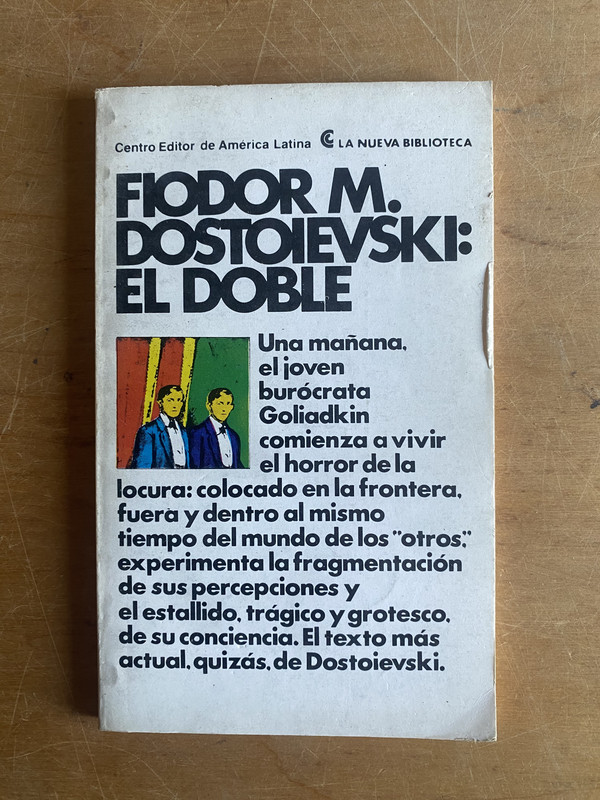 Centro Editor de América Latina LA NUEVA BIBLIOTECA
FIODOR M.
DOSTOIEVSKI:
EL DOBLE
Una mañana,
el joven
burócrata
Goliadkin
comienza a vivir
el horror de la
locura: colocado en la frontera,
fuera y dentro al mismo
tiempo del mundo de los "otros,"
experimenta la fragmentación
de sus percepciones y
el estallido, trágico y grotesco,
de su conciencia. El texto más
actual, quizás, de Dostoievski.